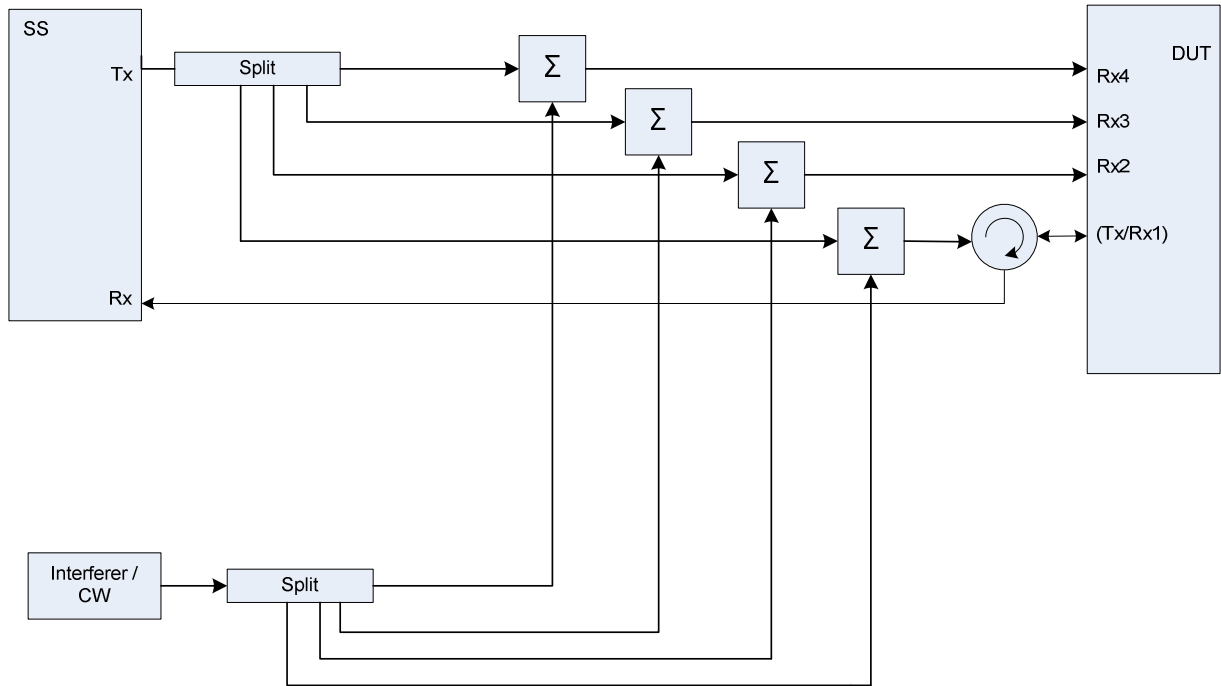 SS
DUT
Tx
Split
Σ
Rx4
Σ
Rx3
Σ
Rx2
Σ
(Tx/Rx1)
Rx
Interferer /
CW
Split